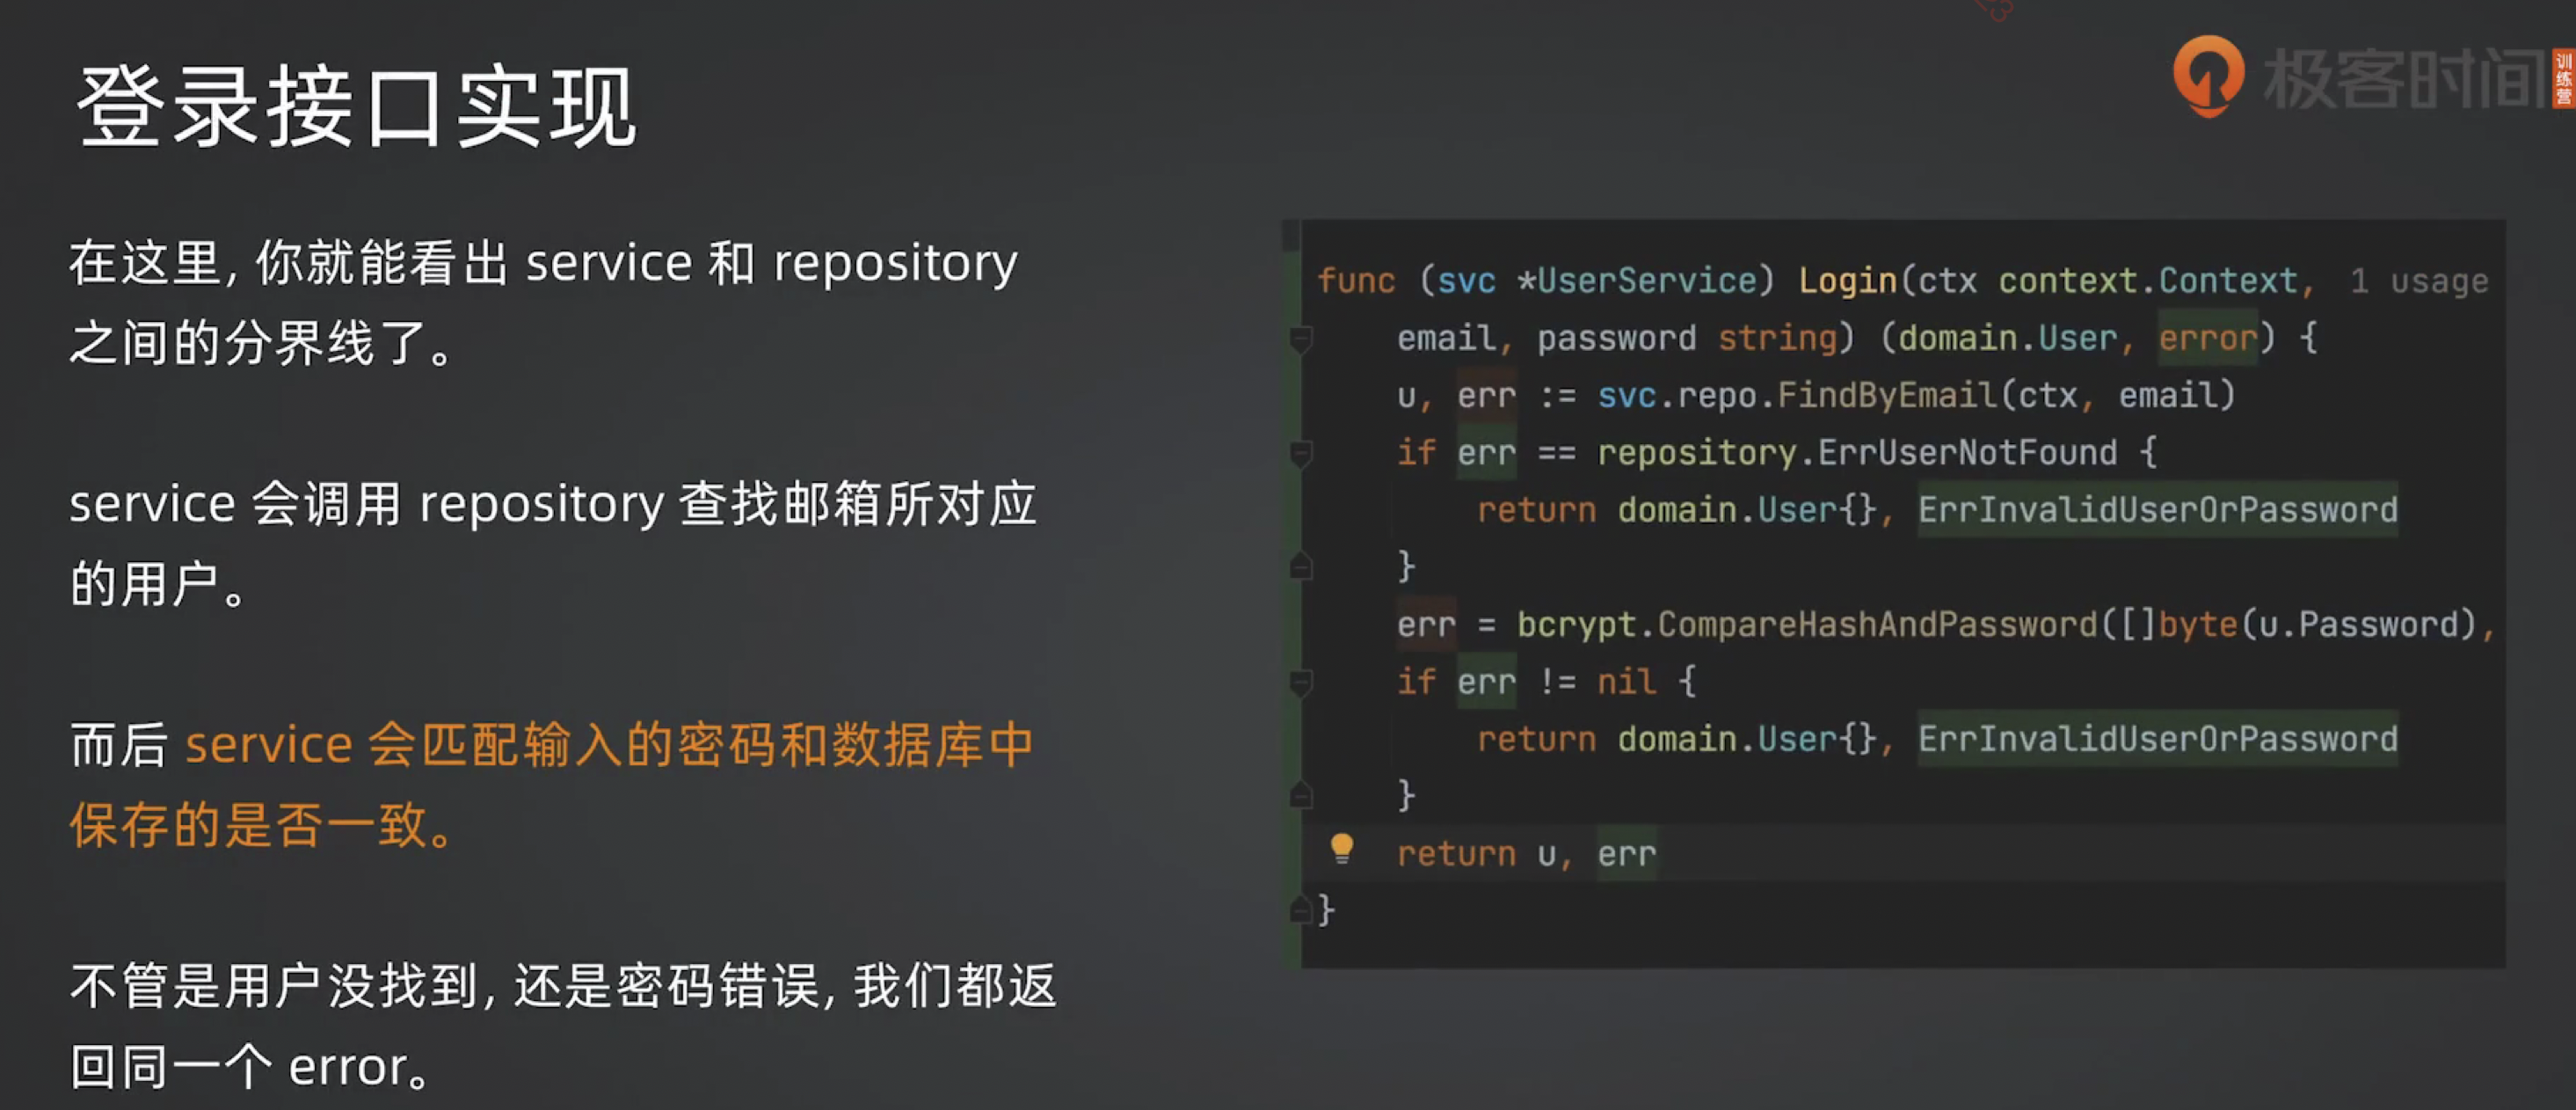 登录接口实现
极客时间
训练营
在这里, 你就能看出 service 和 repository
之间的分界线了。
service 会调用 repository 查找邮箱所对应
的用户。
而后 service 会匹配输入的密码和数据库中
保存的是否一致。
不管是用户没找到, 还是密码错误, 我们都返
回同一个 error。
func (svc *UserService) Login(ctx context.Context, 1 usage
email, password string) (domain.User, error) {
u, err := svc.repo.FindByEmail(ctx, email)
if err == repository.ErrUserNotFound {
return domain.User{}, ErrInvalidUserOrPassword
}
err = bcrypt.CompareHashAndPassword([]byte(u.Password),
if err != nil {
return domain.User{}, ErrInvalidUserOrPassword
}
return u, err
}